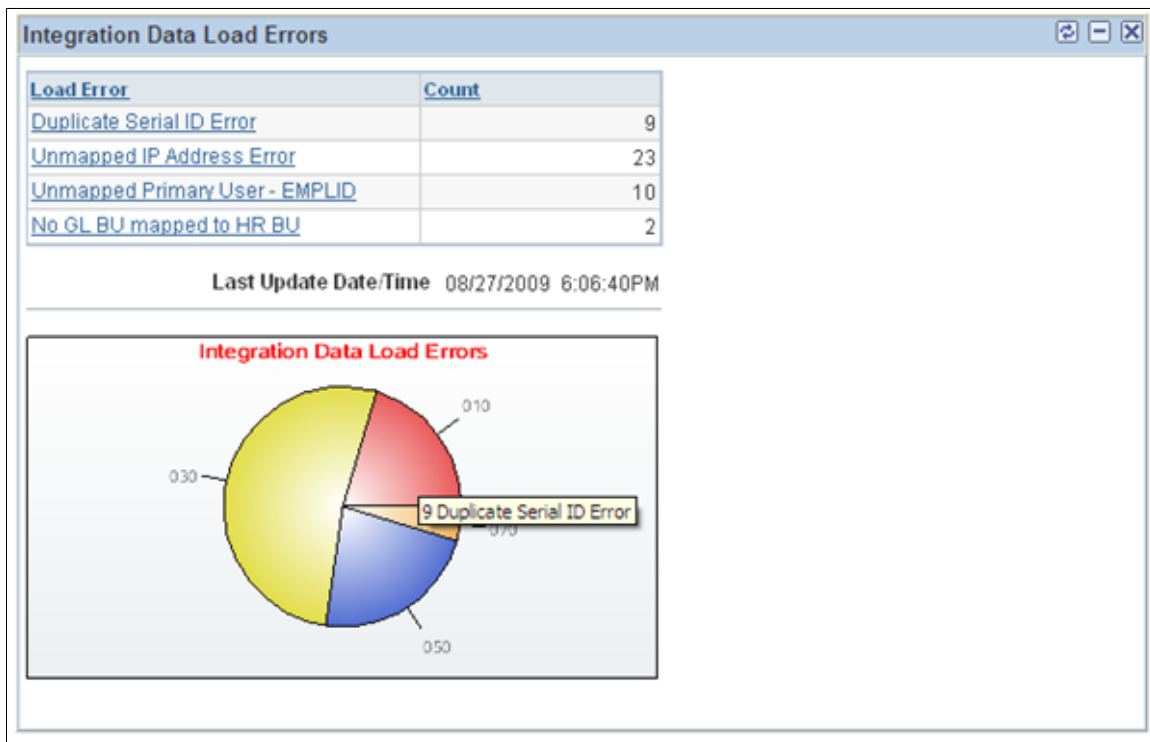 Integration Data Load Errors
Load Error Count
Duplicate Serial ID Error 9
Unmapped IP Address Error 23
Unmapped Primary User - EMPLID 10
No GL BU mapped to HR BU 2
Last Update Date/Time 08/27/2009 6:06:40PM
Integration Data Load Errors
010
030
9 Duplicate Serial ID Error
070
050